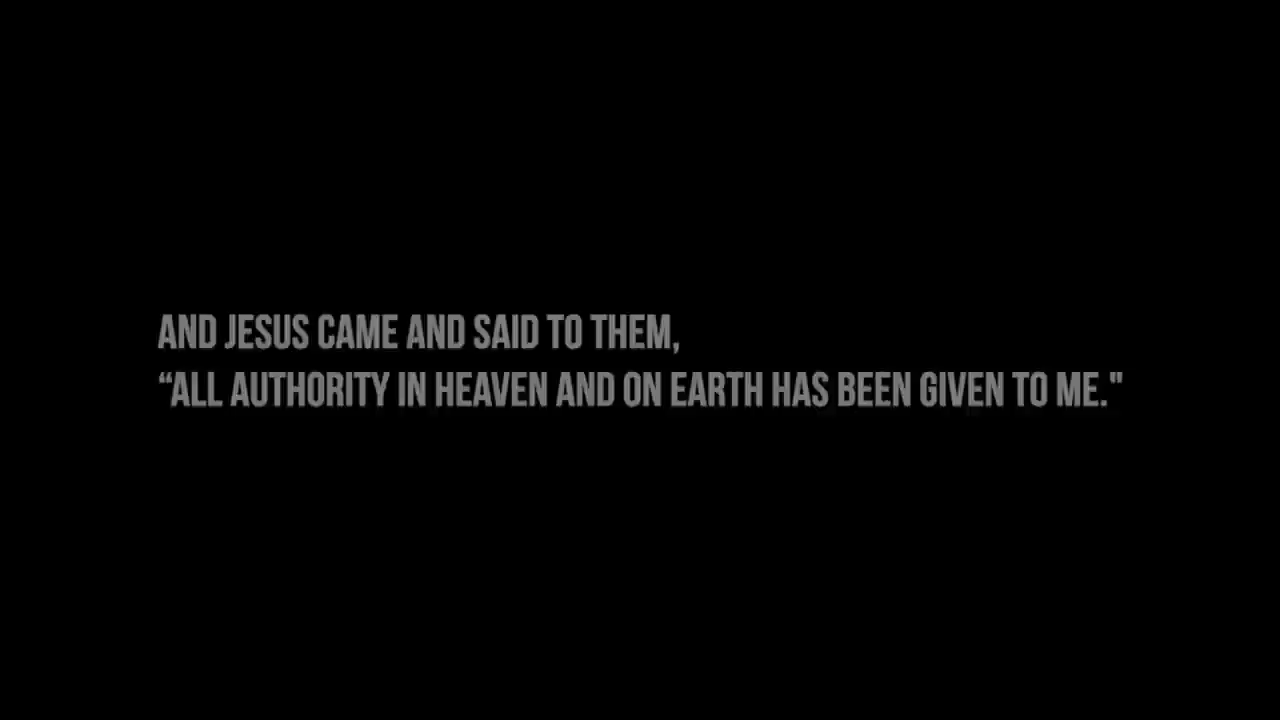 AND JESUS CAME AND SAID TO THEM,
“ALL AUTHORITY IN HEAVEN AND ON EARTH HAS BEEN GIVEN TO ME."